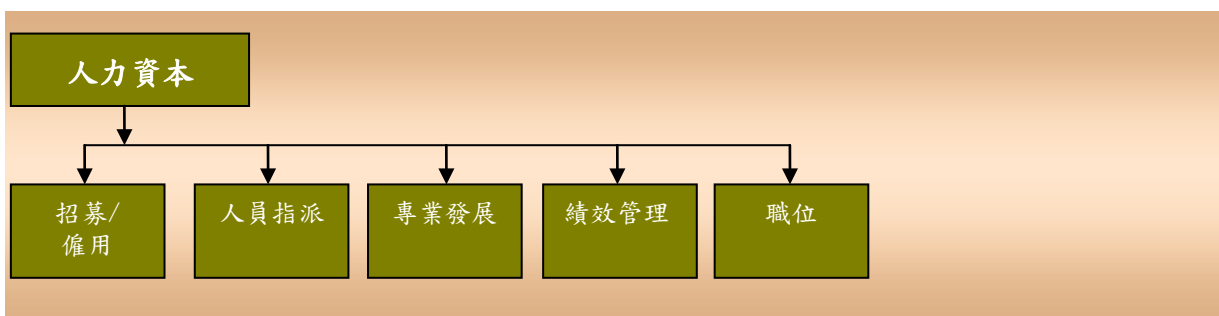 人力資本
招募/
僱用
人員指派
專業發展
績效管理
職位